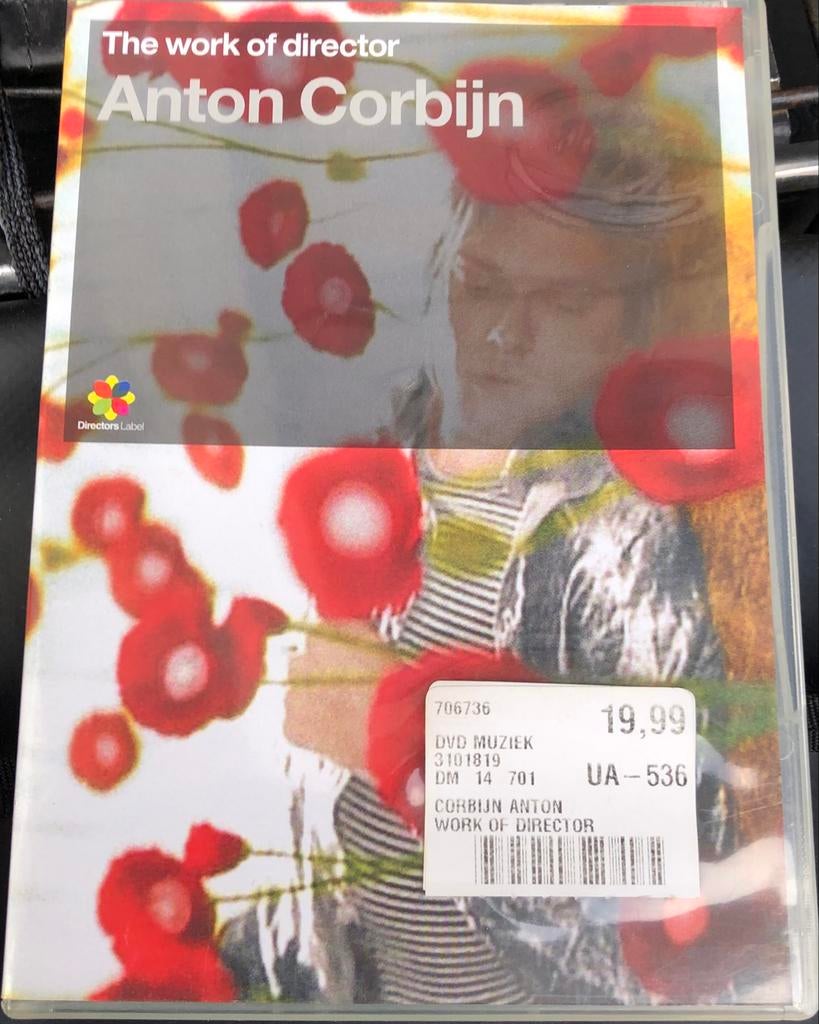 The work of director
Anton Corbijn
Directors Label
706736
19,99
DVD MUZIEK
3101819
DM 14 701
UA-536
CORBIJN ANTON
WORK OF DIRECTOR